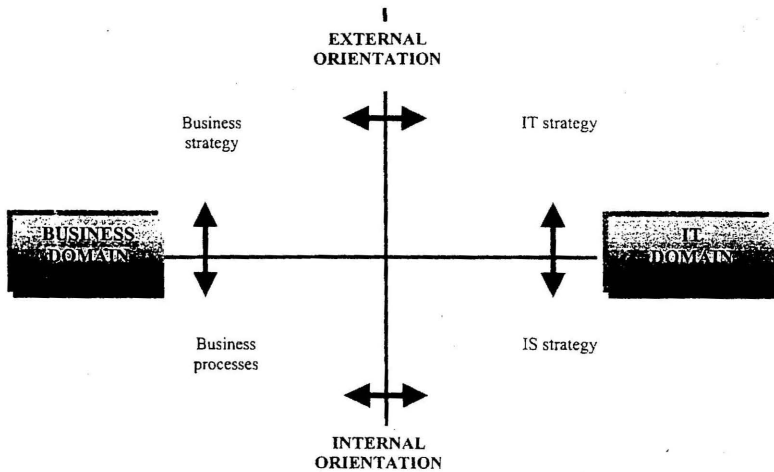 EXTERNAL
ORIENTATION
Business
strategy
IT strategy
BUSINESS
DOMAIN
IT
DOMAIN
Business
processes
IS strategy
INTERNAL
ORIENTATION